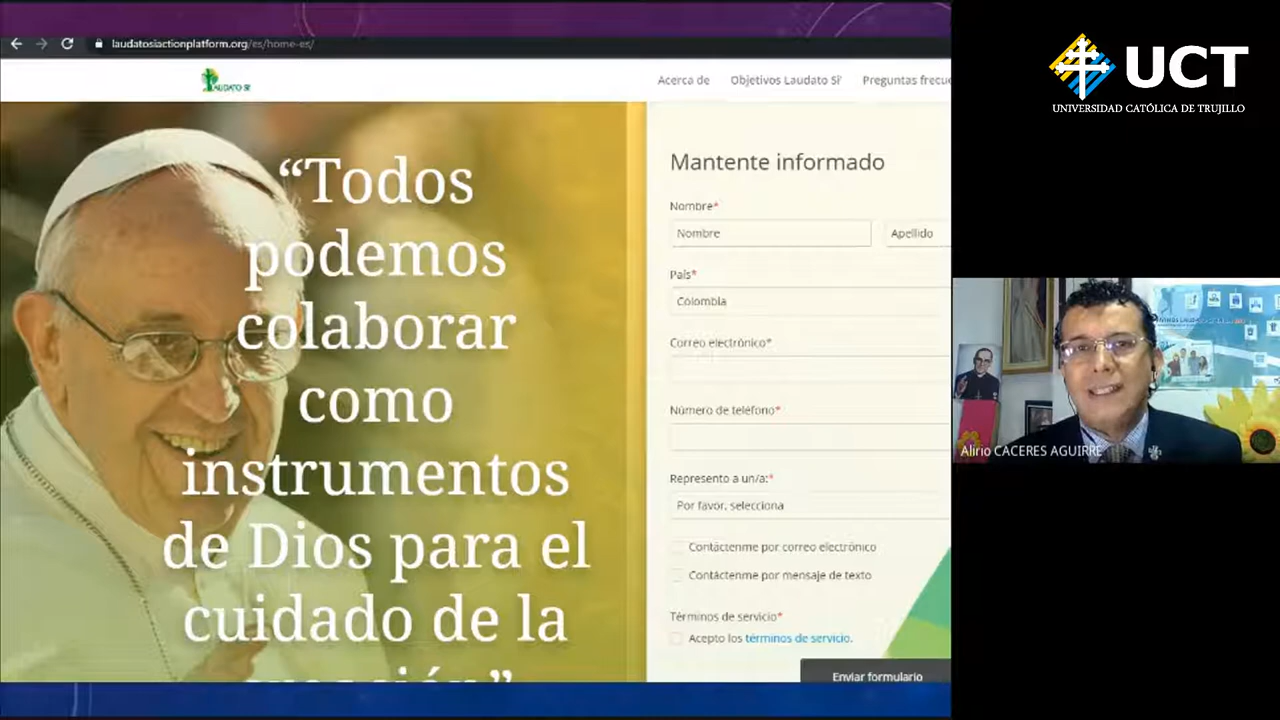 laudatosiactionplatform.org/es/home-es/
LAUDATO SI'
Acerca de
Objetivos Laudato Si'
Preguntas frecue
“Todos
podemos
colaborar
como
instrumentos
de Dios para el
cuidado de la
Mantente informado
Nombre*
Nombre
Apellido
País*
Colombia
Correo electrónico*
Número de teléfono*
Represento a un/a:*
Por favor, selecciona
Contáctenme por correo electrónico
Contáctenme por mensaje de texto
Términos de servicio*
Acepto los términos de servicio.
Enviar formulario
UCT
UNIVERSIDAD CATÓLICA DE TRUJILLO
Alirio CACERES AGUIRRE